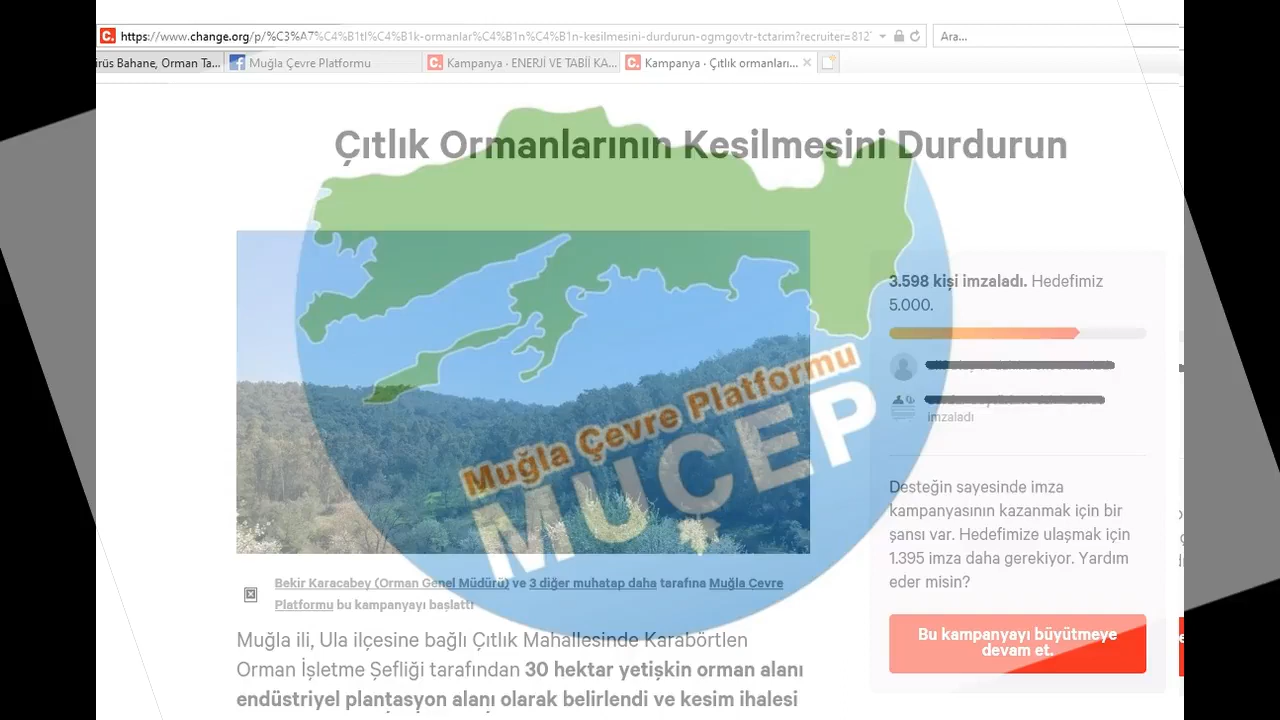 https://www.change.org/p/%C3%A7%C4%B1tl%C4%B1k-ormanlar%C4%B1n%C4%B1n-kesilmesini-durdurun-ogmgovtr-tctarim?recruiter=812
Ara...
irüs Bahane, Orman Ta...
Muğla Çevre Platformu
Kampanya · ENERJİ VE TABİİ KA...
Kampanya · Çıtlık ormanları...
Çıtlık Ormanlarının Kesilmesini Durdurun
3.598 kişi imzaladı. Hedefimiz
5.000.
imzaladı
Muğla Çevre Platformu
MUÇEP
Desteğin sayesinde imza
kampanyasının kazanmak için bir
şansı var. Hedefimize ulaşmak için
1.395 imza daha gerekiyor. Yardım
eder misin?
Bu kampanyayı büyütmeye
devam et.
Bekir Karacabey (Orman Genel Müdürü) ve 3 diğer muhatap daha tarafına Muğla Çevre
Platformu bu kampanyayı başlattı
Muğla ili, Ula ilçesine bağlı Çıtlık Mahallesinde Karabörtlen
Orman İşletme Şefliği tarafından 30 hektar yetişkin orman alanı
endüstriyel plantasyon alanı olarak belirlendi ve kesim ihalesi